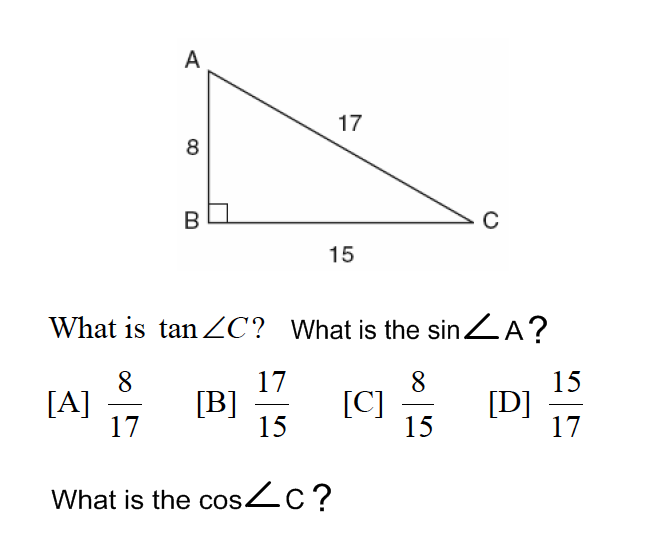 A
17
8
B
C
15
What is tan ∠C? What is the sin∠A?
[A] 8/17 [B] 17/15 [C] 8/15 [D] 15/17
What is the cos∠C?